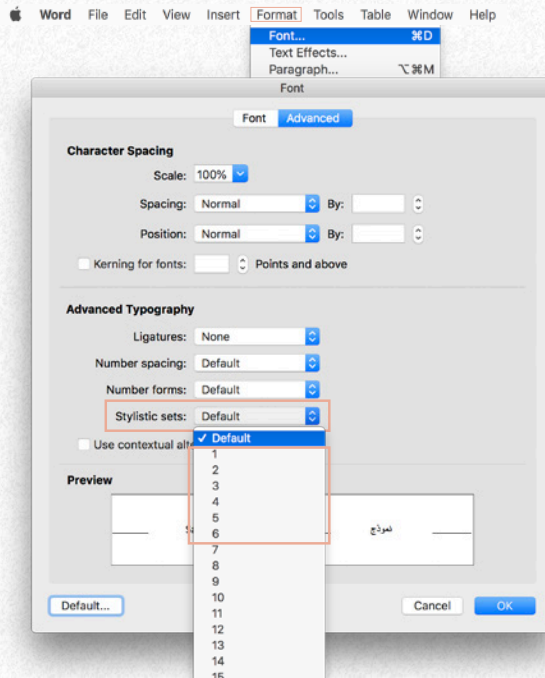 Word File Edit View Insert Format Tools Table Window Help
Font... ⌘D
Text Effects...
Paragraph... ⌥⌘M
Font
Font Advanced
Character Spacing
Scale: 100%
Spacing: Normal By:
Position: Normal By:
Kerning for fonts: Points and above
Advanced Typography
Ligatures: None
Number spacing: Default
Number forms: Default
Stylistic sets: Default
✓ Default
Use contextual alte
1
2
3
4
5
6
Preview
نموذج
7
8
9
10
11
12
13
14
15
Default... Cancel OK